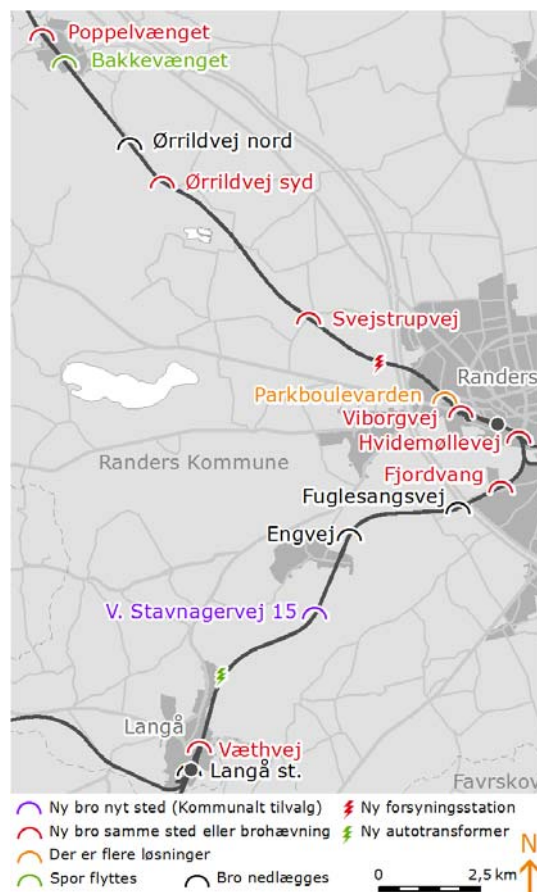 Poppelvænget
Bakkevænget
Ørrildvej nord
Ørrildvej syd
Svejstrupvej
Randers
Parkboulevarden
Viborgvej
Hvidemøllevej
Randers Kommune
Fjordvang
Fuglesangsvej
Engvej
V. Stavnagervej 15
Langå
Væthvej
Langå st.
Favrskov
Ny bro nyt sted (Kommunalt tilvalg)
Ny forsyningsstation
Ny bro samme sted eller brohævning
Ny autotransformer
Der er flere løsninger
Spor flyttes
Bro nedlægges
0 2,5 km
N